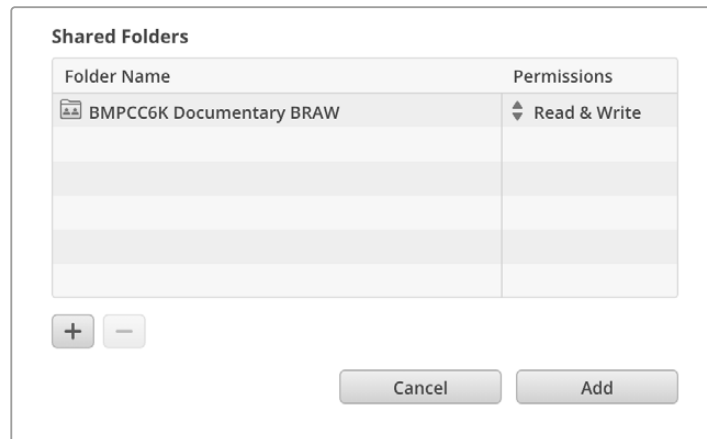 Shared Folders
Folder Name Permissions
BMPCC6K Documentary BRAW Read & Write
+ −
Cancel Add